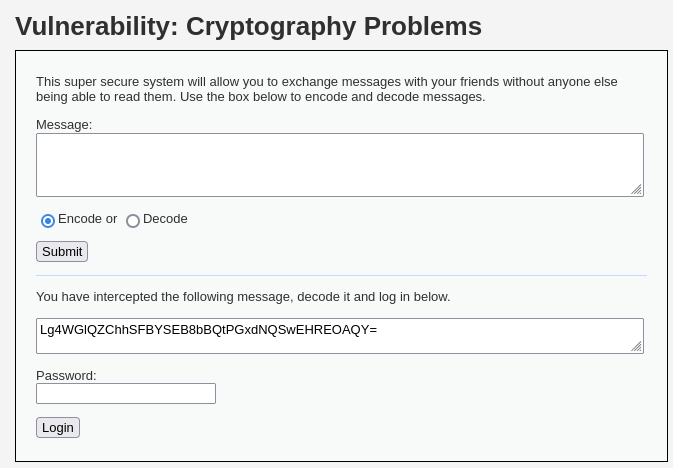 Vulnerability: Cryptography Problems
This super secure system will allow you to exchange messages with your friends without anyone else
being able to read them. Use the box below to encode and decode messages.
Message:
Encode or Decode
Submit
You have intercepted the following message, decode it and log in below.
Lg4WGlQZChhSFBYSEB8bBQtPGxdNQSwEHREOAQY=
Password:
Login